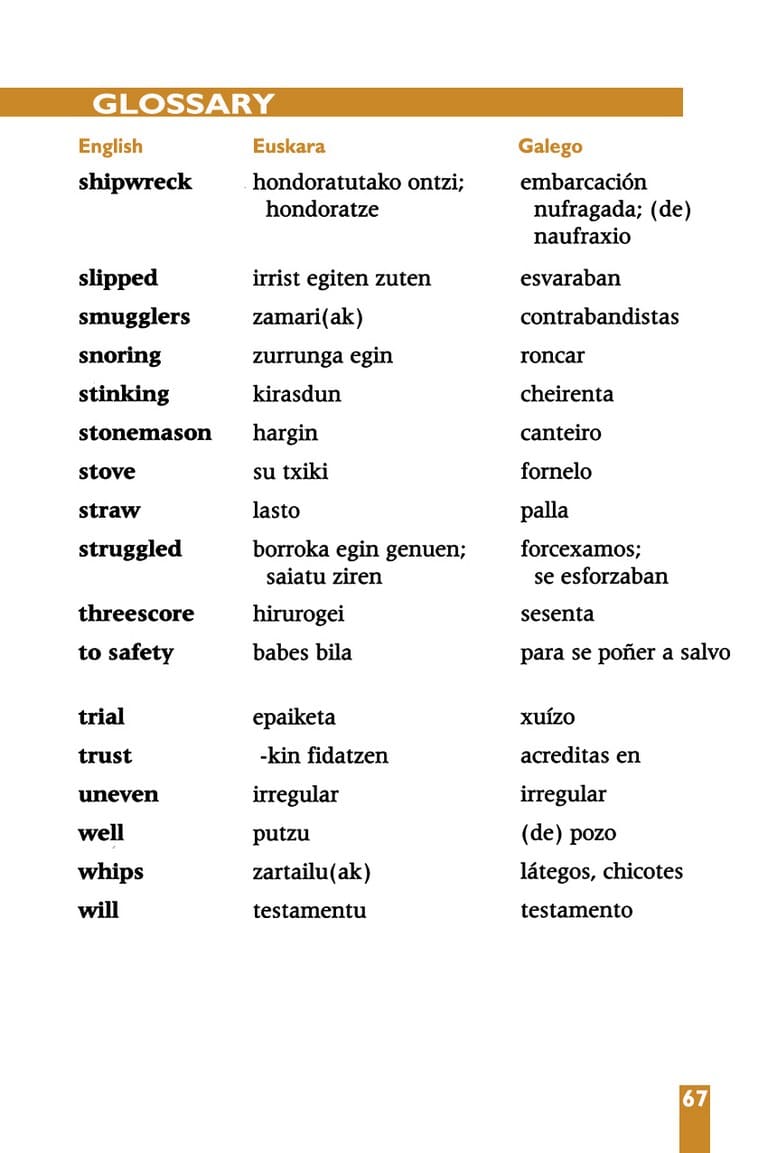 GLOSSARY
English Euskara Galego
shipwreck hondoratutako ontzi; embarcación
hondoratze nufragada; (de)
naufraxio
slipped irrist egiten zuten esvaraban
smugglers zamari(ak) contrabandistas
snoring zurrunga egin roncar
stinking kirasdun cheirenta
stonemason hargin canteiro
stove su txiki fornelo
straw lasto palla
struggled borroka egin genuen; forcexamos;
saiatu ziren se esforzaban
threescore hirurogei sesenta
to safety babes bila para se poñer a salvo
trial epaiketa xuízo
trust -kin fidatzen acreditas en
uneven irregular irregular
well putzu (de) pozo
whips zartailu(ak) látegos, chicotes
will testamentu testamento
67